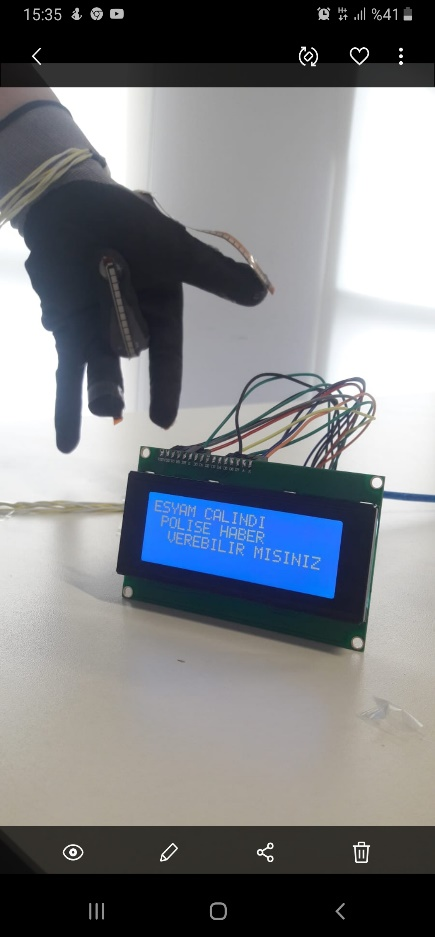 15:35
H+
%41
ESYAM CALINDI
POLISE HABER
VEREBILIR MISINIZ